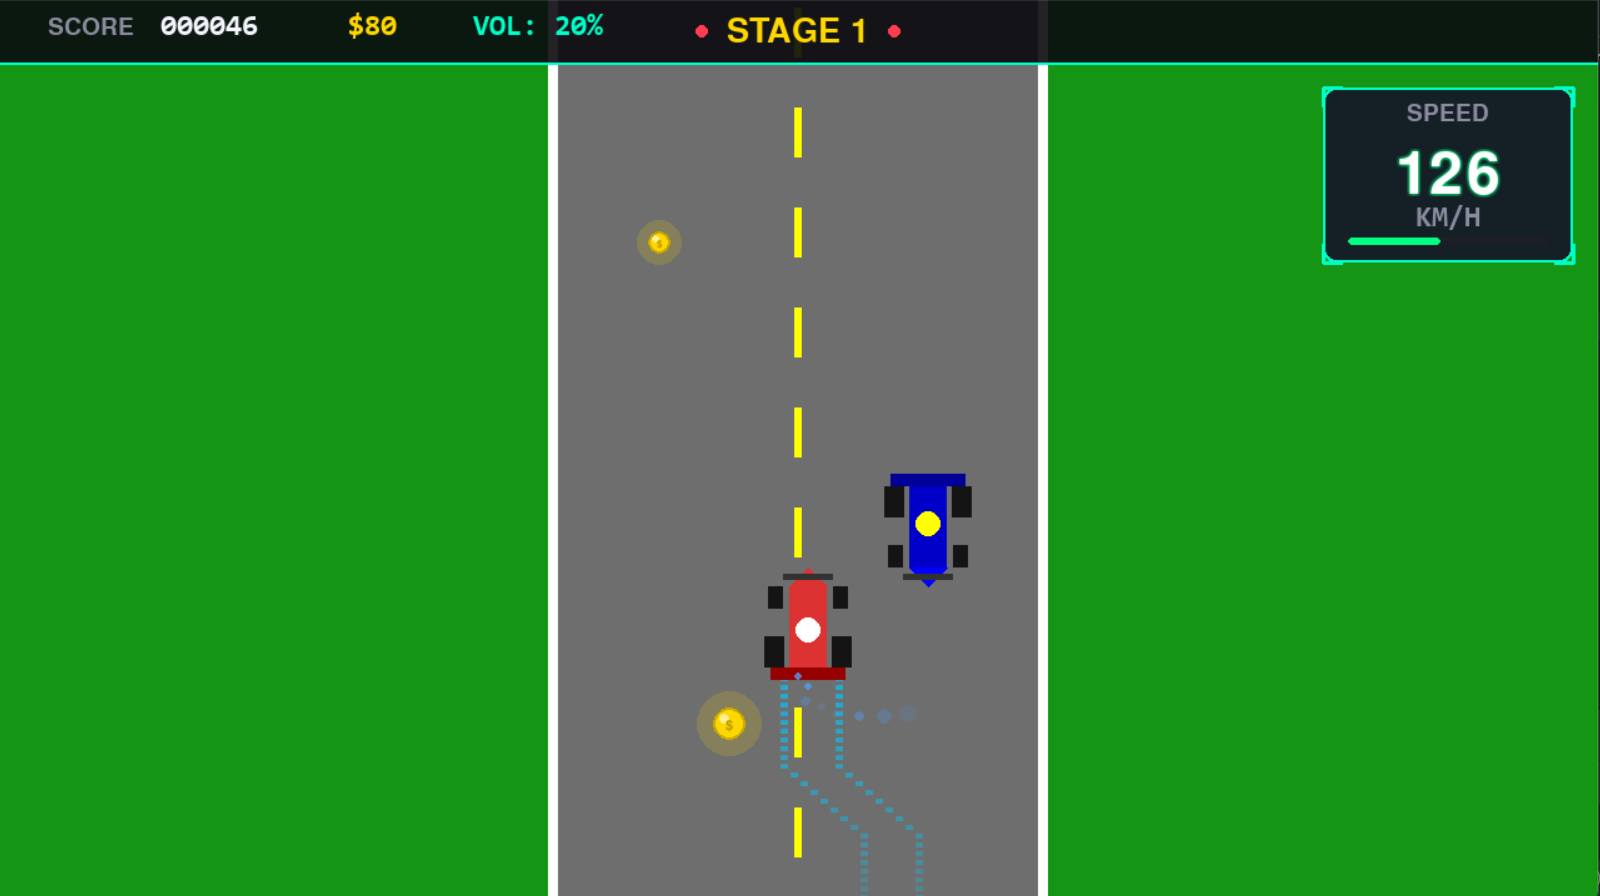 SCORE 000046 $80 VOL: 20% STAGE 1
SPEED
126
KM/H
$
$